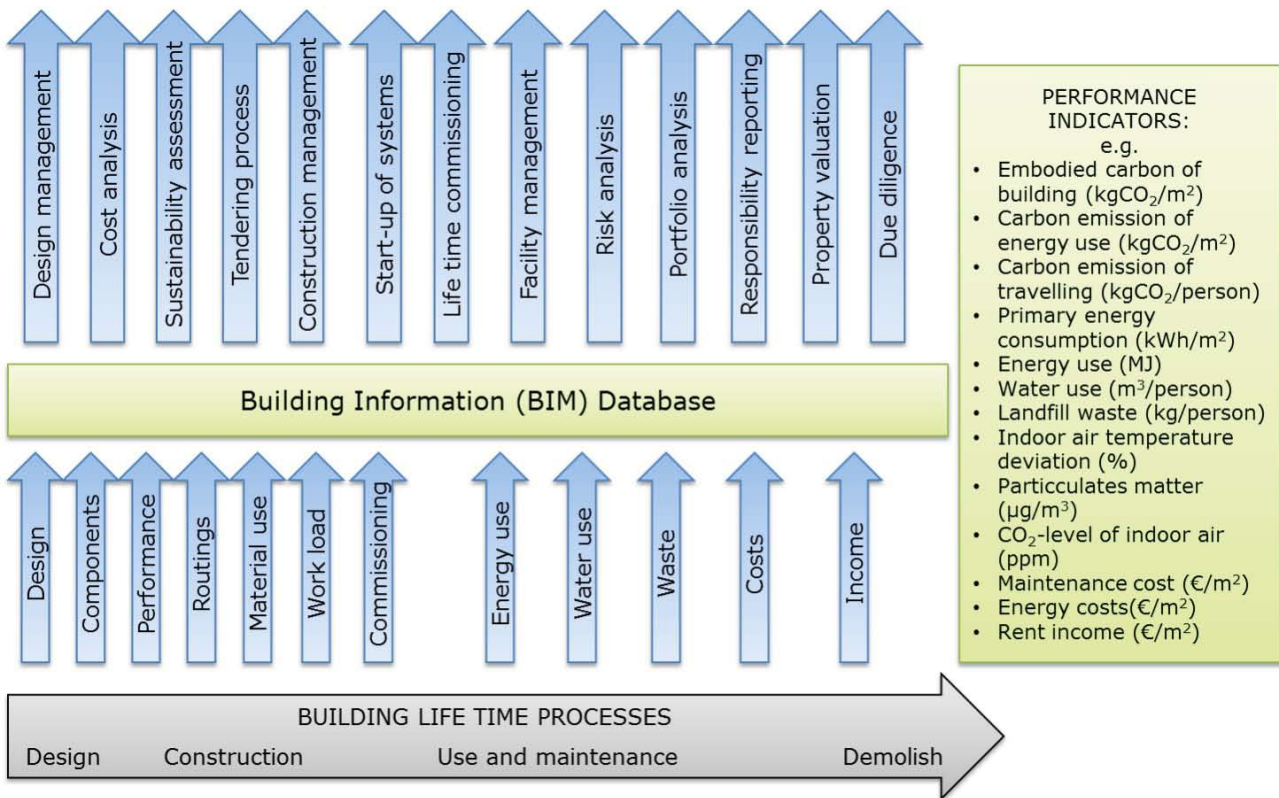 Design management
Cost analysis
Sustainability assessment
Tendering process
Construction management
Start-up of systems
Life time commissioning
Facility management
Risk analysis
Portfolio analysis
Responsibility reporting
Property valuation
Due diligence
Building Information (BIM) Database
Design
Components
Performance
Routings
Material use
Work load
Commissioning
Energy use
Water use
Waste
Costs
Income
BUILDING LIFE TIME PROCESSES
Design Construction Use and maintenance Demolish
PERFORMANCE
INDICATORS:
e.g.
• Embodied carbon of
building (kgCO₂/m²)
• Carbon emission of
energy use (kgCO₂/m²)
• Carbon emission of
travelling (kgCO₂/person)
• Primary energy
consumption (kWh/m²)
• Energy use (MJ)
• Water use (m³/person)
• Landfill waste (kg/person)
• Indoor air temperature
deviation (%)
• Particculates matter
(µg/m³)
• CO₂-level of indoor air
(ppm)
• Maintenance cost (€/m²)
• Energy costs(€/m²)
• Rent income (€/m²)